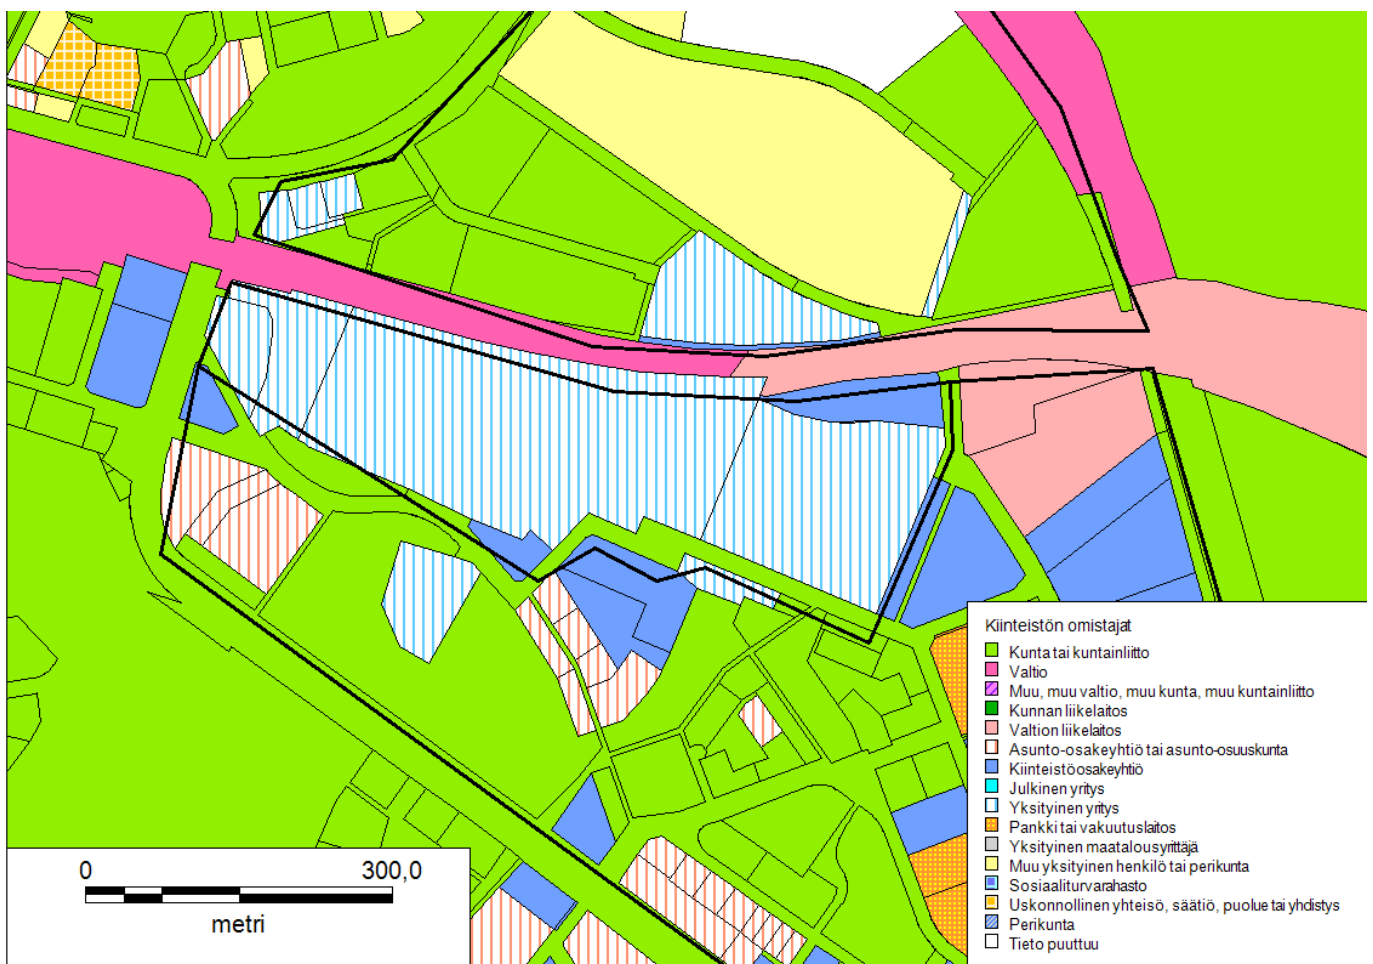 Kiinteistön omistajat
Kunta tai kuntainliitto
Valtio
Muu, muu valtio, muu kunta, muu kuntainliitto
Kunnan liikelaitos
Valtion liikelaitos
Asunto-osakeyhtiö tai asunto-osuuskunta
Kiinteistöosakeyhtiö
Julkinen yritys
Yksityinen yritys
Pankki tai vakuutuslaitos
Yksityinen maatalousyrittäjä
Muu yksityinen henkilö tai perikunta
Sosiaaliturvarahasto
Uskonnollinen yhteisö, säätiö, puolue tai yhdistys
Perikunta
Tieto puuttuu
0 300,0
metri